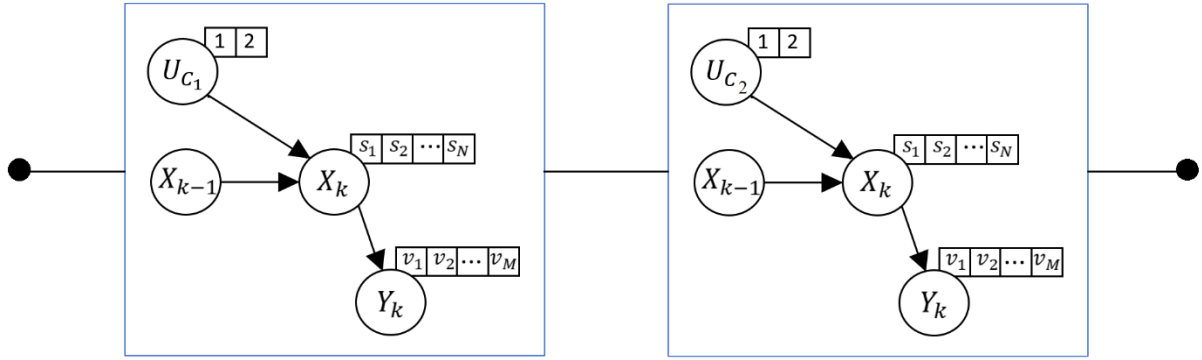 1 2
U_{C_1}
s_1 s_2 ⋯ s_N
X_{k-1} X_k
v_1 v_2 ⋯ v_M
Y_k
1 2
U_{C_2}
s_1 s_2 ⋯ s_N
X_{k-1} X_k
v_1 v_2 ⋯ v_M
Y_k